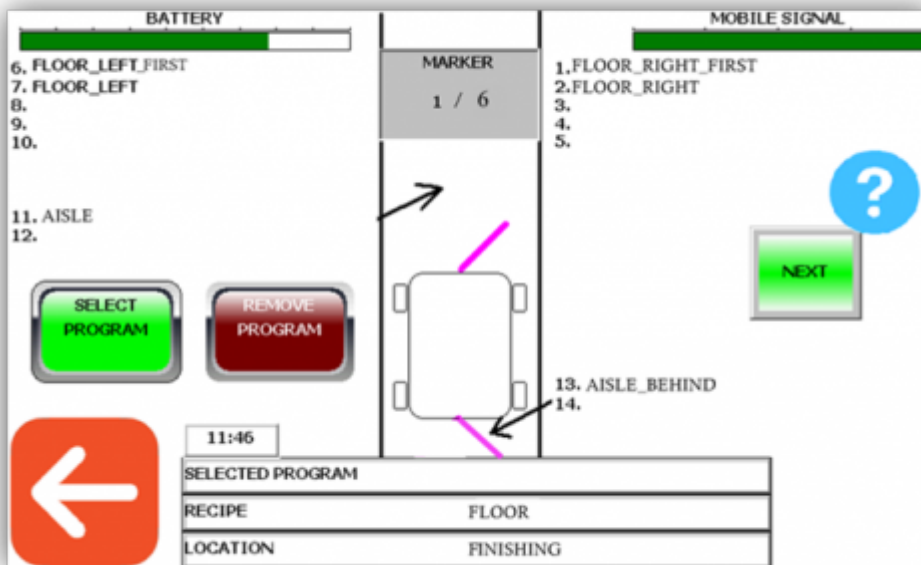 BATTERY
MOBILE SIGNAL
6. FLOOR_LEFT_FIRST
7. FLOOR_LEFT
8.
9.
10.
11. AISLE
12.
MARKER
1 / 6
1.FLOOR_RIGHT_FIRST
2.FLOOR_RIGHT
3.
4.
5.
?
NEXT
SELECT
PROGRAM
REMOVE
PROGRAM
13. AISLE_BEHIND
14.
11:46
SELECTED PROGRAM
RECIPE FLOOR
LOCATION FINISHING